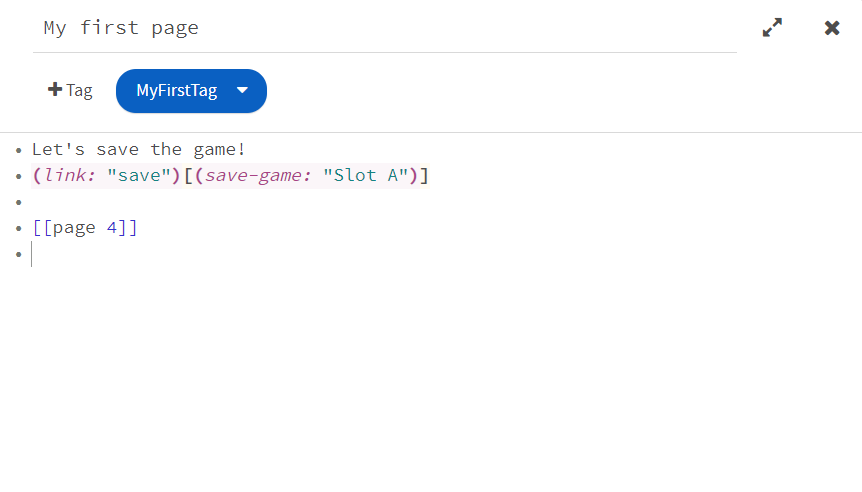 My first page
Tag
MyFirstTag
Let's save the game!
(link: "save")[(save-game: "Slot A")]
[[page 4]]